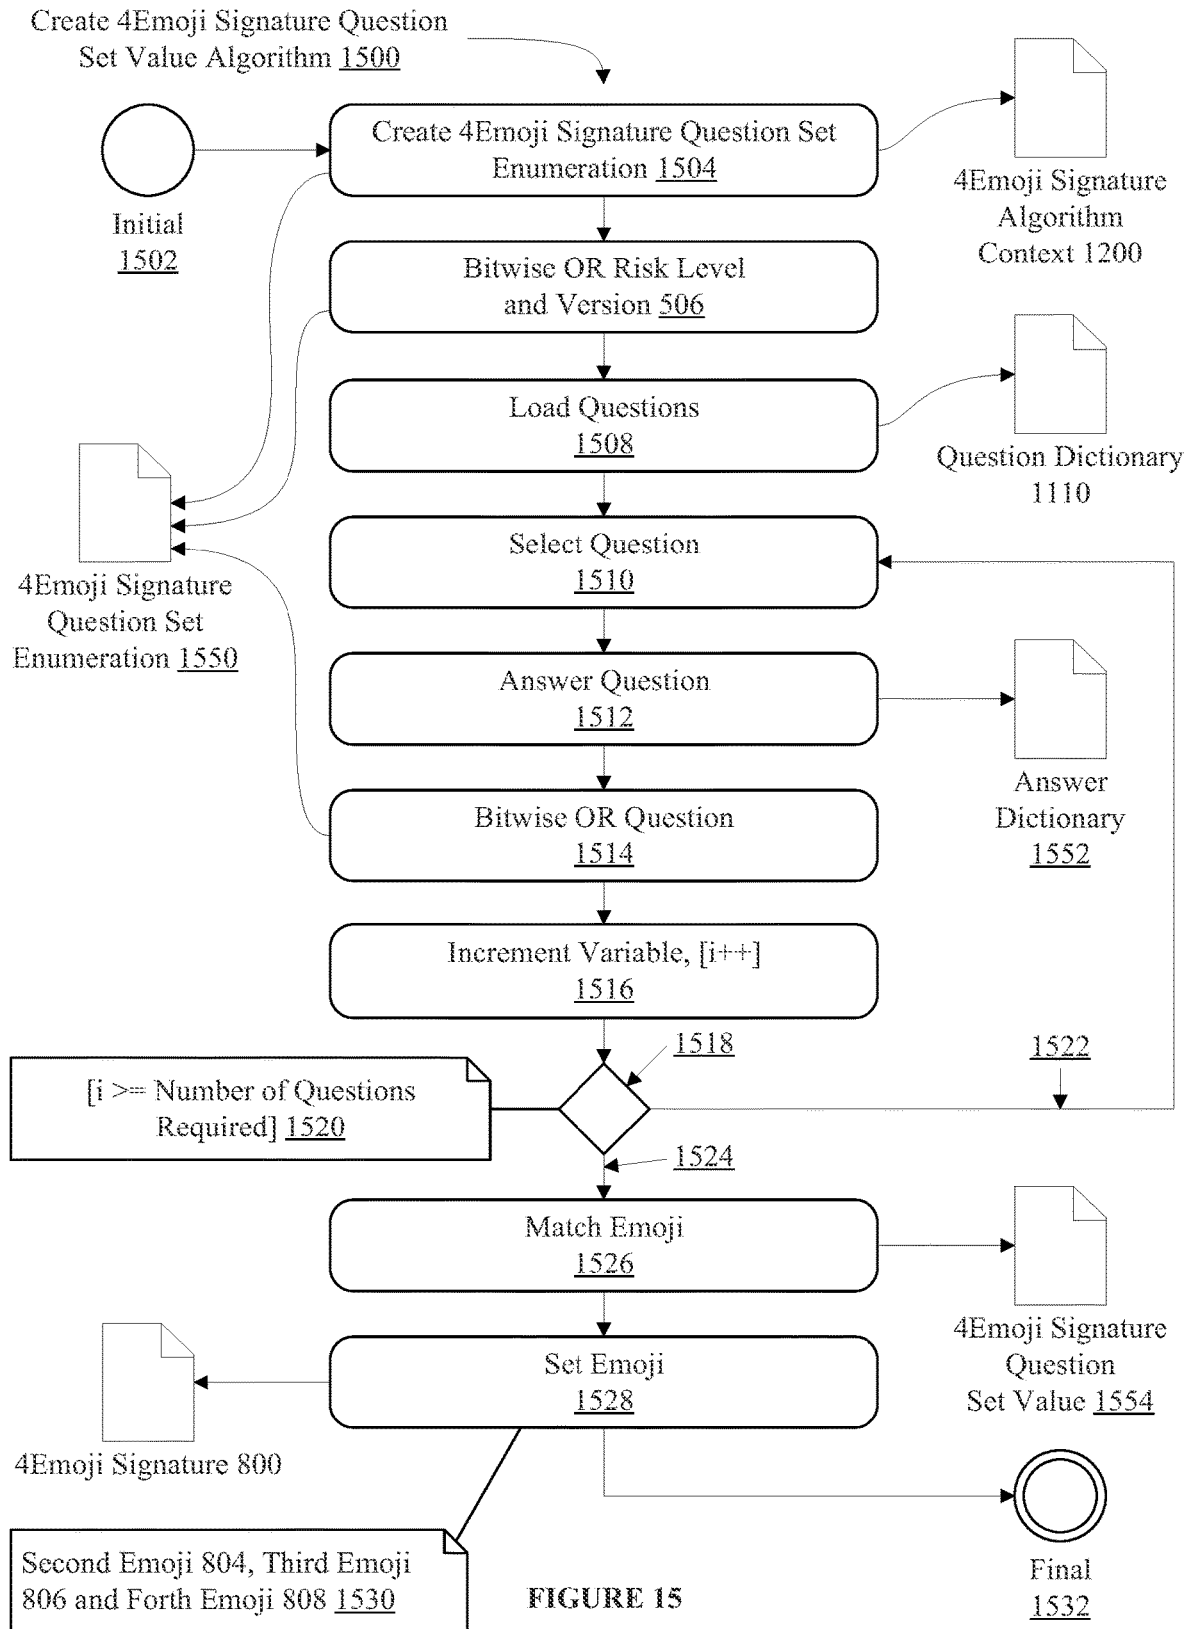 Create 4Emoji Signature Question
Set Value Algorithm 1500
Create 4Emoji Signature Question Set
Enumeration 1504
Initial
1502
4Emoji Signature
Algorithm
Context 1200
Bitwise OR Risk Level
and Version 506
Load Questions
1508
Question Dictionary
1110
Select Question
1510
4Emoji Signature
Question Set
Enumeration 1550
Answer Question
1512
Answer
Dictionary
1552
Bitwise OR Question
1514
Increment Variable, [i++]
1516
1518
1522
[i >= Number of Questions
Required] 1520
1524
Match Emoji
1526
4Emoji Signature
Question
Set Value 1554
Set Emoji
1528
4Emoji Signature 800
Second Emoji 804, Third Emoji
806 and Forth Emoji 808 1530
FIGURE 15
Final
1532